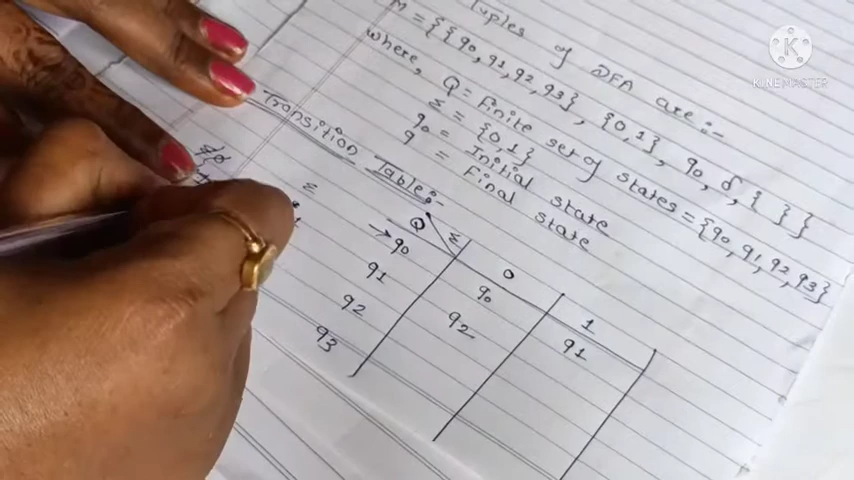 Tuples of DFA are :-
M = {{q0, q1, q2, q3}, {0,1}, q0, δ, { } }
where, Q = Finite set of states = {q0, q1, q2, q3}
Σ = {0,1}
q0 = Initial state
q = Final state
Transition Table :-
Q Σ 0 1
→ q0 q0 q1
q1 q2
q2
q3
K
KINEMASTER